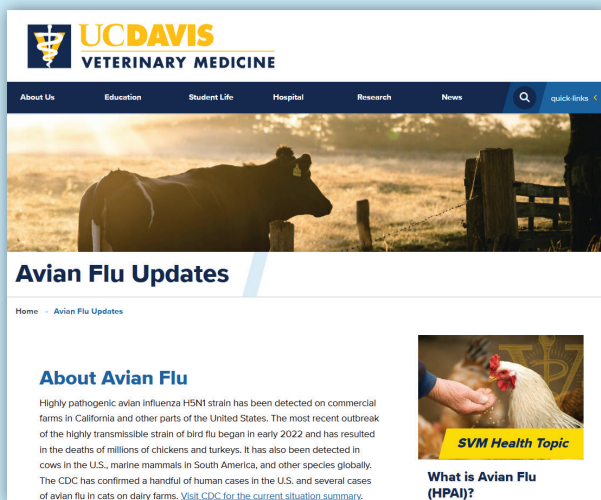 UCDAVIS
VETERINARY MEDICINE
About Us Education Student Life Hospital Research News quick-links
Avian Flu Updates
Home Avian Flu Updates
About Avian Flu
Highly pathogenic avian influenza H5N1 strain has been detected on commercial
farms in California and other parts of the United States. The most recent outbreak
of the highly transmissible strain of bird flu began in early 2022 and has resulted
in the deaths of millions of chickens and turkeys. It has also been detected in
cows in the U.S., marine mammals in South America, and other species globally.
The CDC has confirmed a handful of human cases in the U.S. and several cases
of avian flu in cats on dairy farms. Visit CDC for the current situation summary.
SVM Health Topic
What is Avian Flu
(HPAI)?